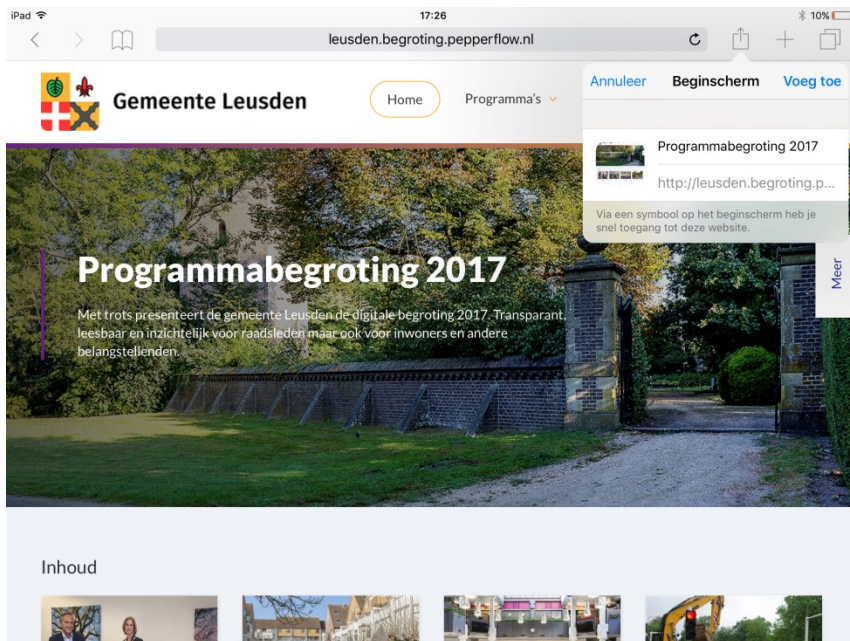 iPad 17:26 10%
leusden.begroting.pepperflow.nl
Annuleer Beginscherm Voeg toe
Gemeente Leusden Home Programma's
Programmabegroting 2017
http://leusden.begroting.p...
Via een symbool op het beginscherm heb je
snel toegang tot deze website.
Meer
Programmabegroting 2017
Met trots presenteert de gemeente Leusden de digitale begroting 2017. Transparant,
leesbaar en inzichtelijk voor raadsleden maar ook voor inwoners en andere
belangstellenden.
Inhoud